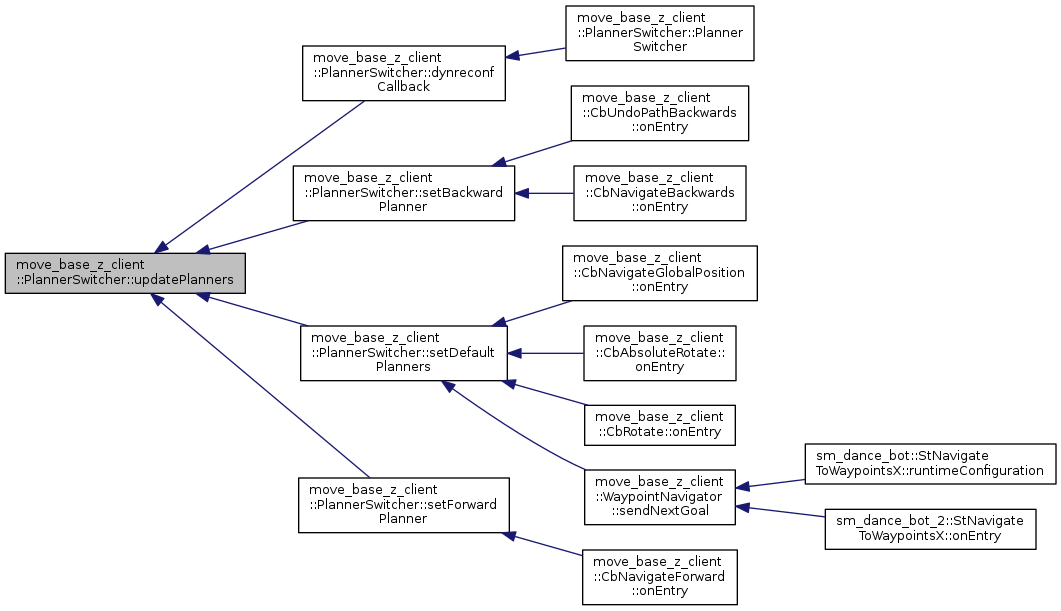 move_base_z_client
::PlannerSwitcher::updatePlanners
move_base_z_client
::PlannerSwitcher::dynreconf
Callback
move_base_z_client
::PlannerSwitcher::Planner
Switcher
move_base_z_client
::PlannerSwitcher::setBackward
Planner
move_base_z_client
::CbUndoPathBackwards
::onEntry
move_base_z_client
::CbNavigateBackwards
::onEntry
move_base_z_client
::PlannerSwitcher::setDefault
Planners
move_base_z_client
::CbNavigateGlobalPosition
::onEntry
move_base_z_client
::CbAbsoluteRotate::
onEntry
move_base_z_client
::CbRotate::onEntry
move_base_z_client
::WaypointNavigator
::sendNextGoal
sm_dance_bot::StNavigate
ToWaypointsX::runtimeConfiguration
sm_dance_bot_2::StNavigate
ToWaypointsX::onEntry
move_base_z_client
::PlannerSwitcher::setForward
Planner
move_base_z_client
::CbNavigateForward
::onEntry